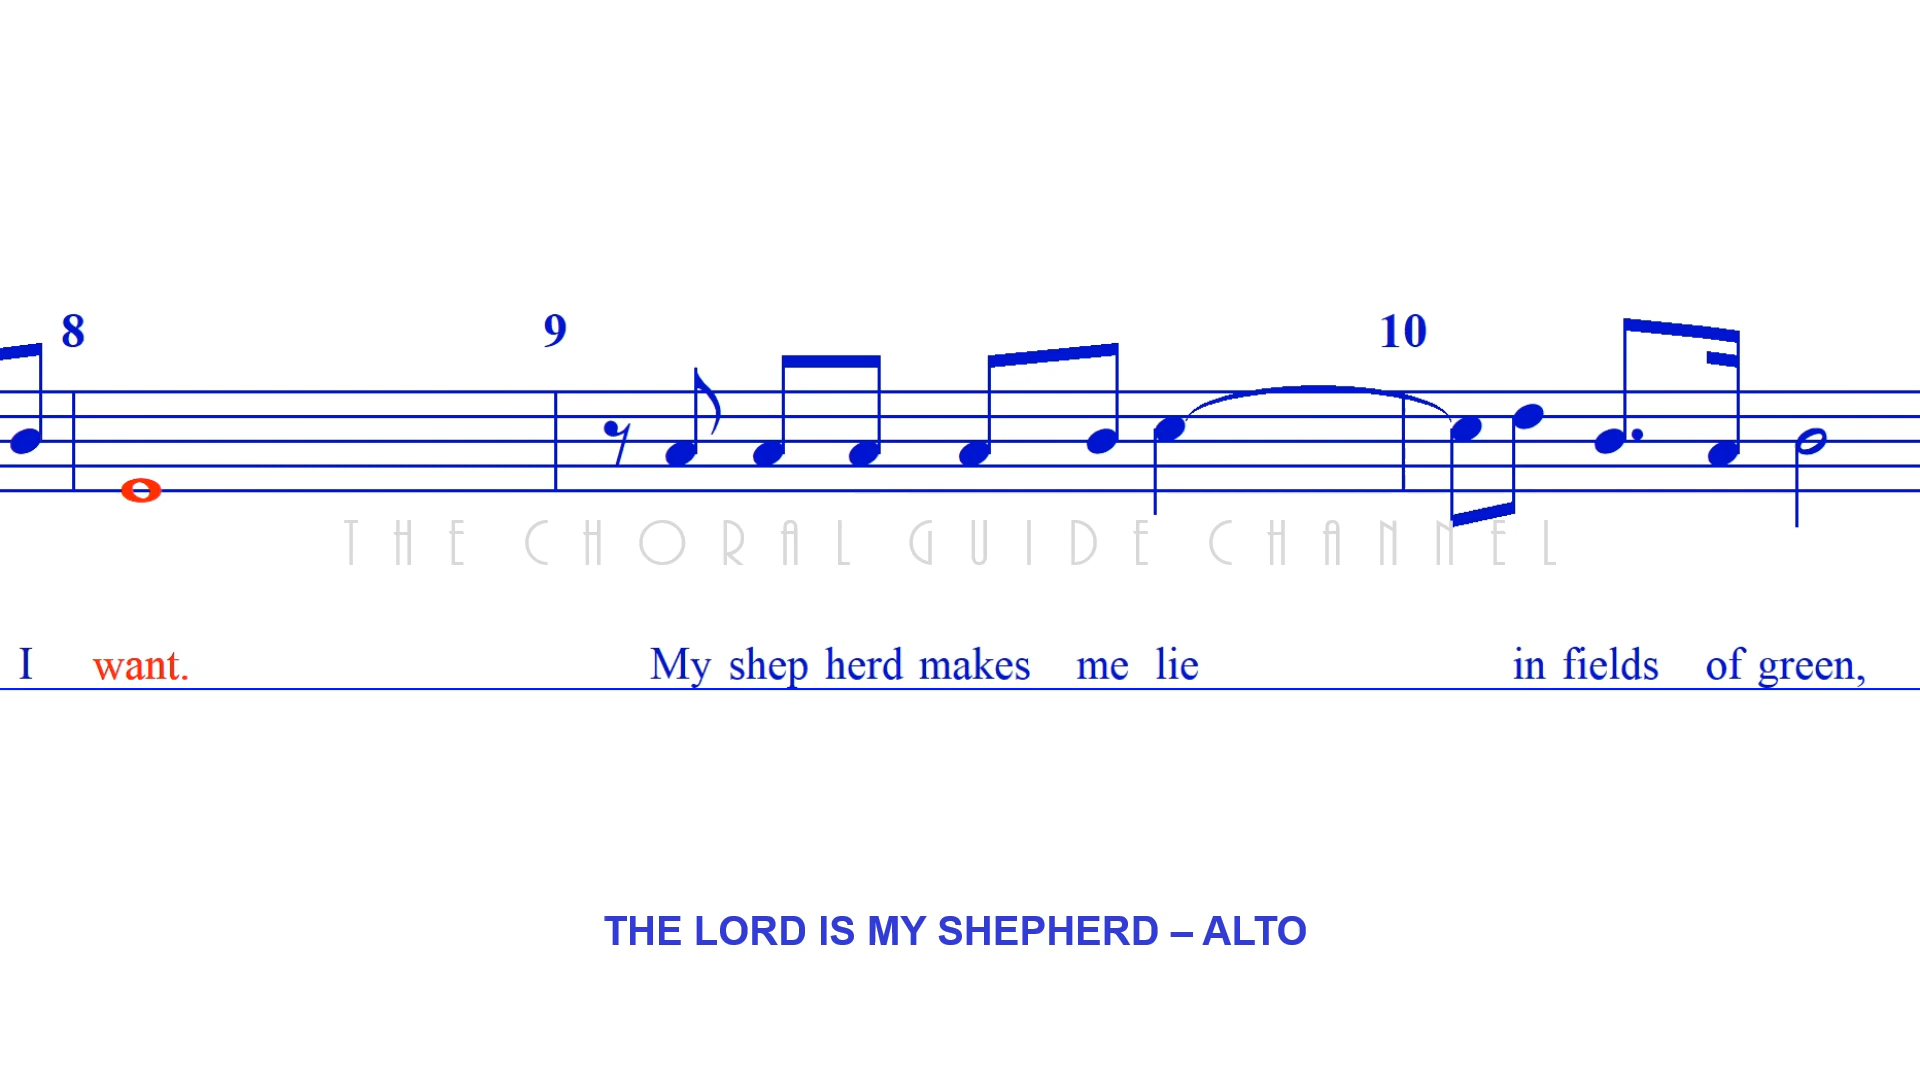 8 9 10
THE CHORAL GUIDE CHANNEL
I want. My shep herd makes me lie in fields of green,
THE LORD IS MY SHEPHERD – ALTO